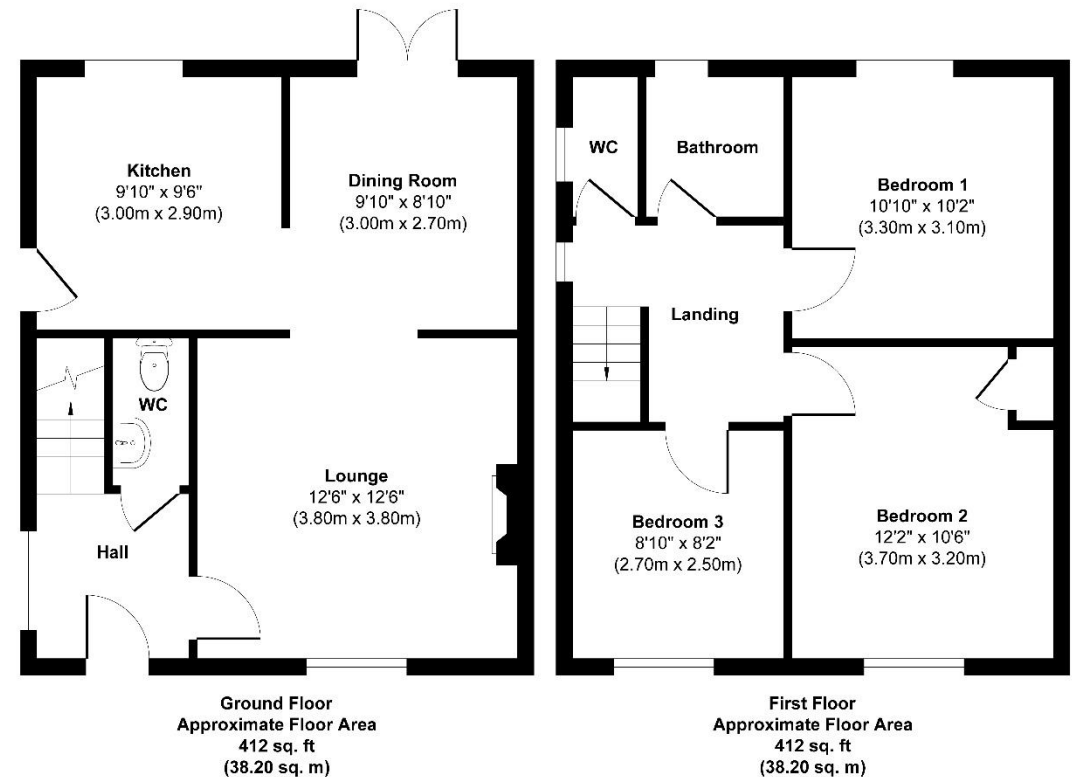 Kitchen
9'10" x 9'6"
(3.00m x 2.90m)
Dining Room
9'10" x 8'10"
(3.00m x 2.70m)
WC
Lounge
12'6" x 12'6"
(3.80m x 3.80m)
Hall
Ground Floor
Approximate Floor Area
412 sq. ft
(38.20 sq. m)
WC
Bathroom
Bedroom 1
10'10" x 10'2"
(3.30m x 3.10m)
Landing
Bedroom 3
8'10" x 8'2"
(2.70m x 2.50m)
Bedroom 2
12'2" x 10'6"
(3.70m x 3.20m)
First Floor
Approximate Floor Area
412 sq. ft
(38.20 sq. m)